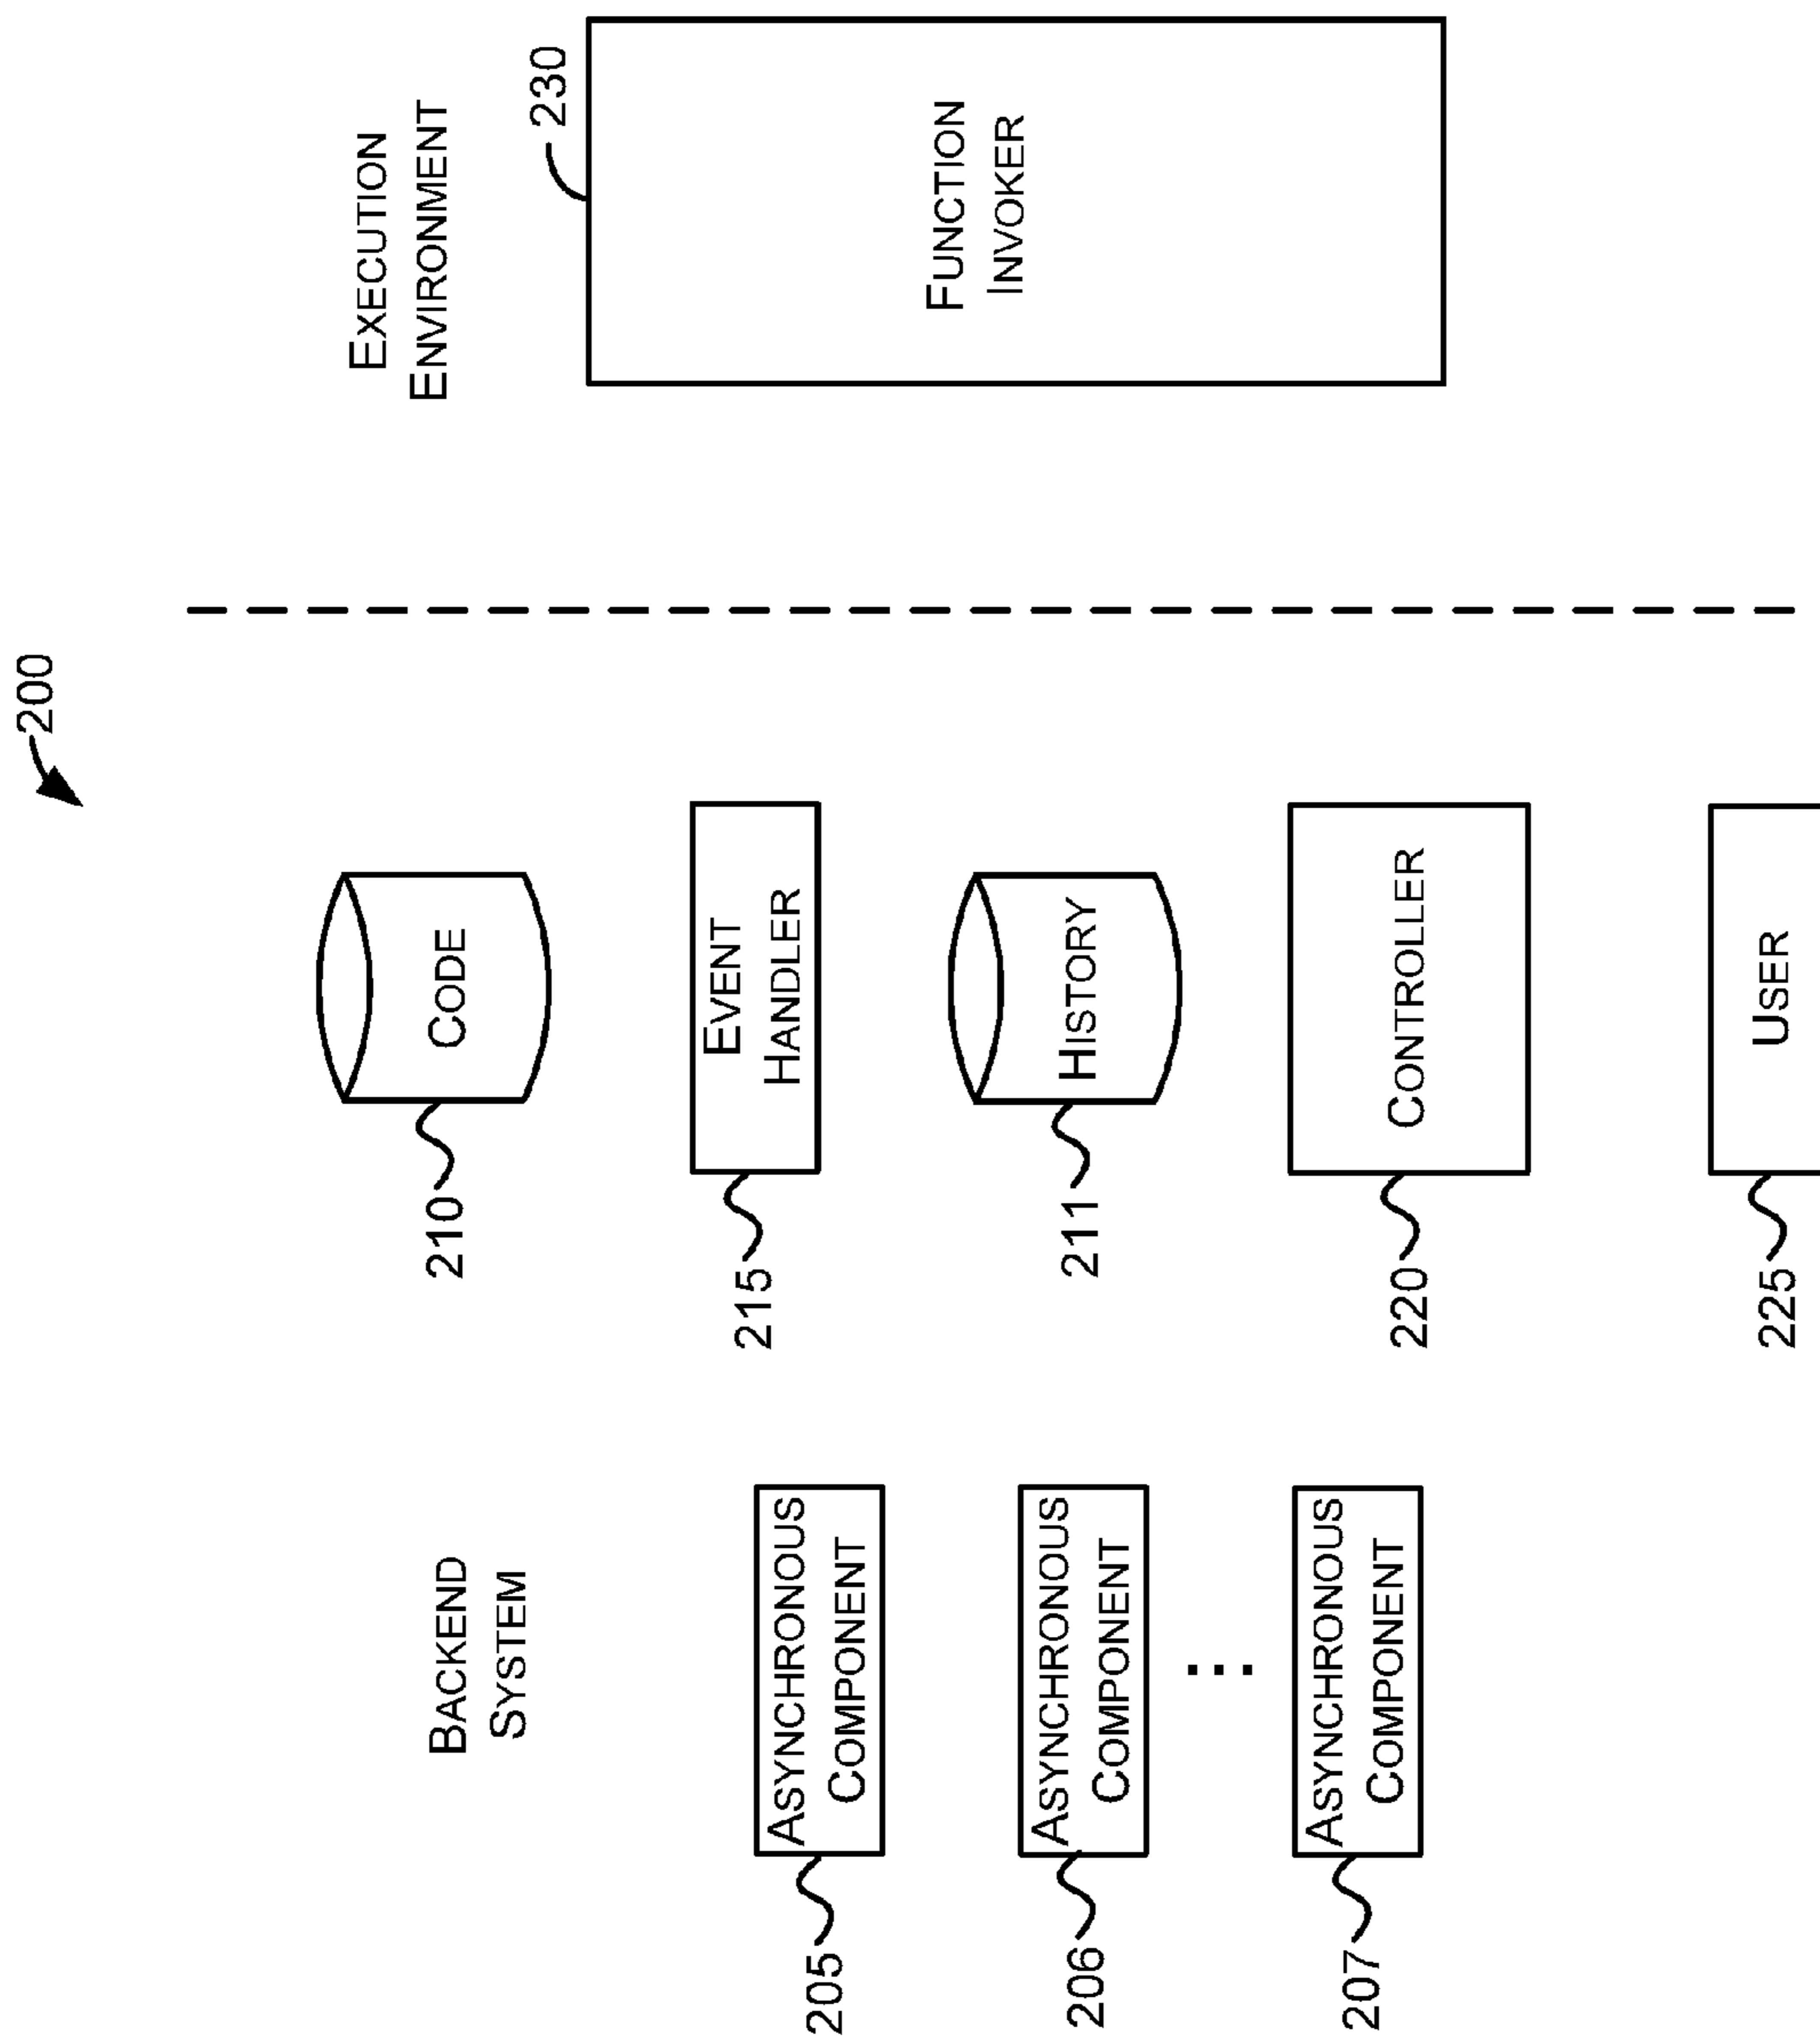 200
BACKEND
SYSTEM
205
ASYNCHRONOUS
COMPONENT
206
ASYNCHRONOUS
COMPONENT
...
207
ASYNCHRONOUS
COMPONENT
210
CODE
215
EVENT
HANDLER
211
HISTORY
220
CONTROLLER
225
USER
EXECUTION
ENVIRONMENT
230
FUNCTION
INVOKER